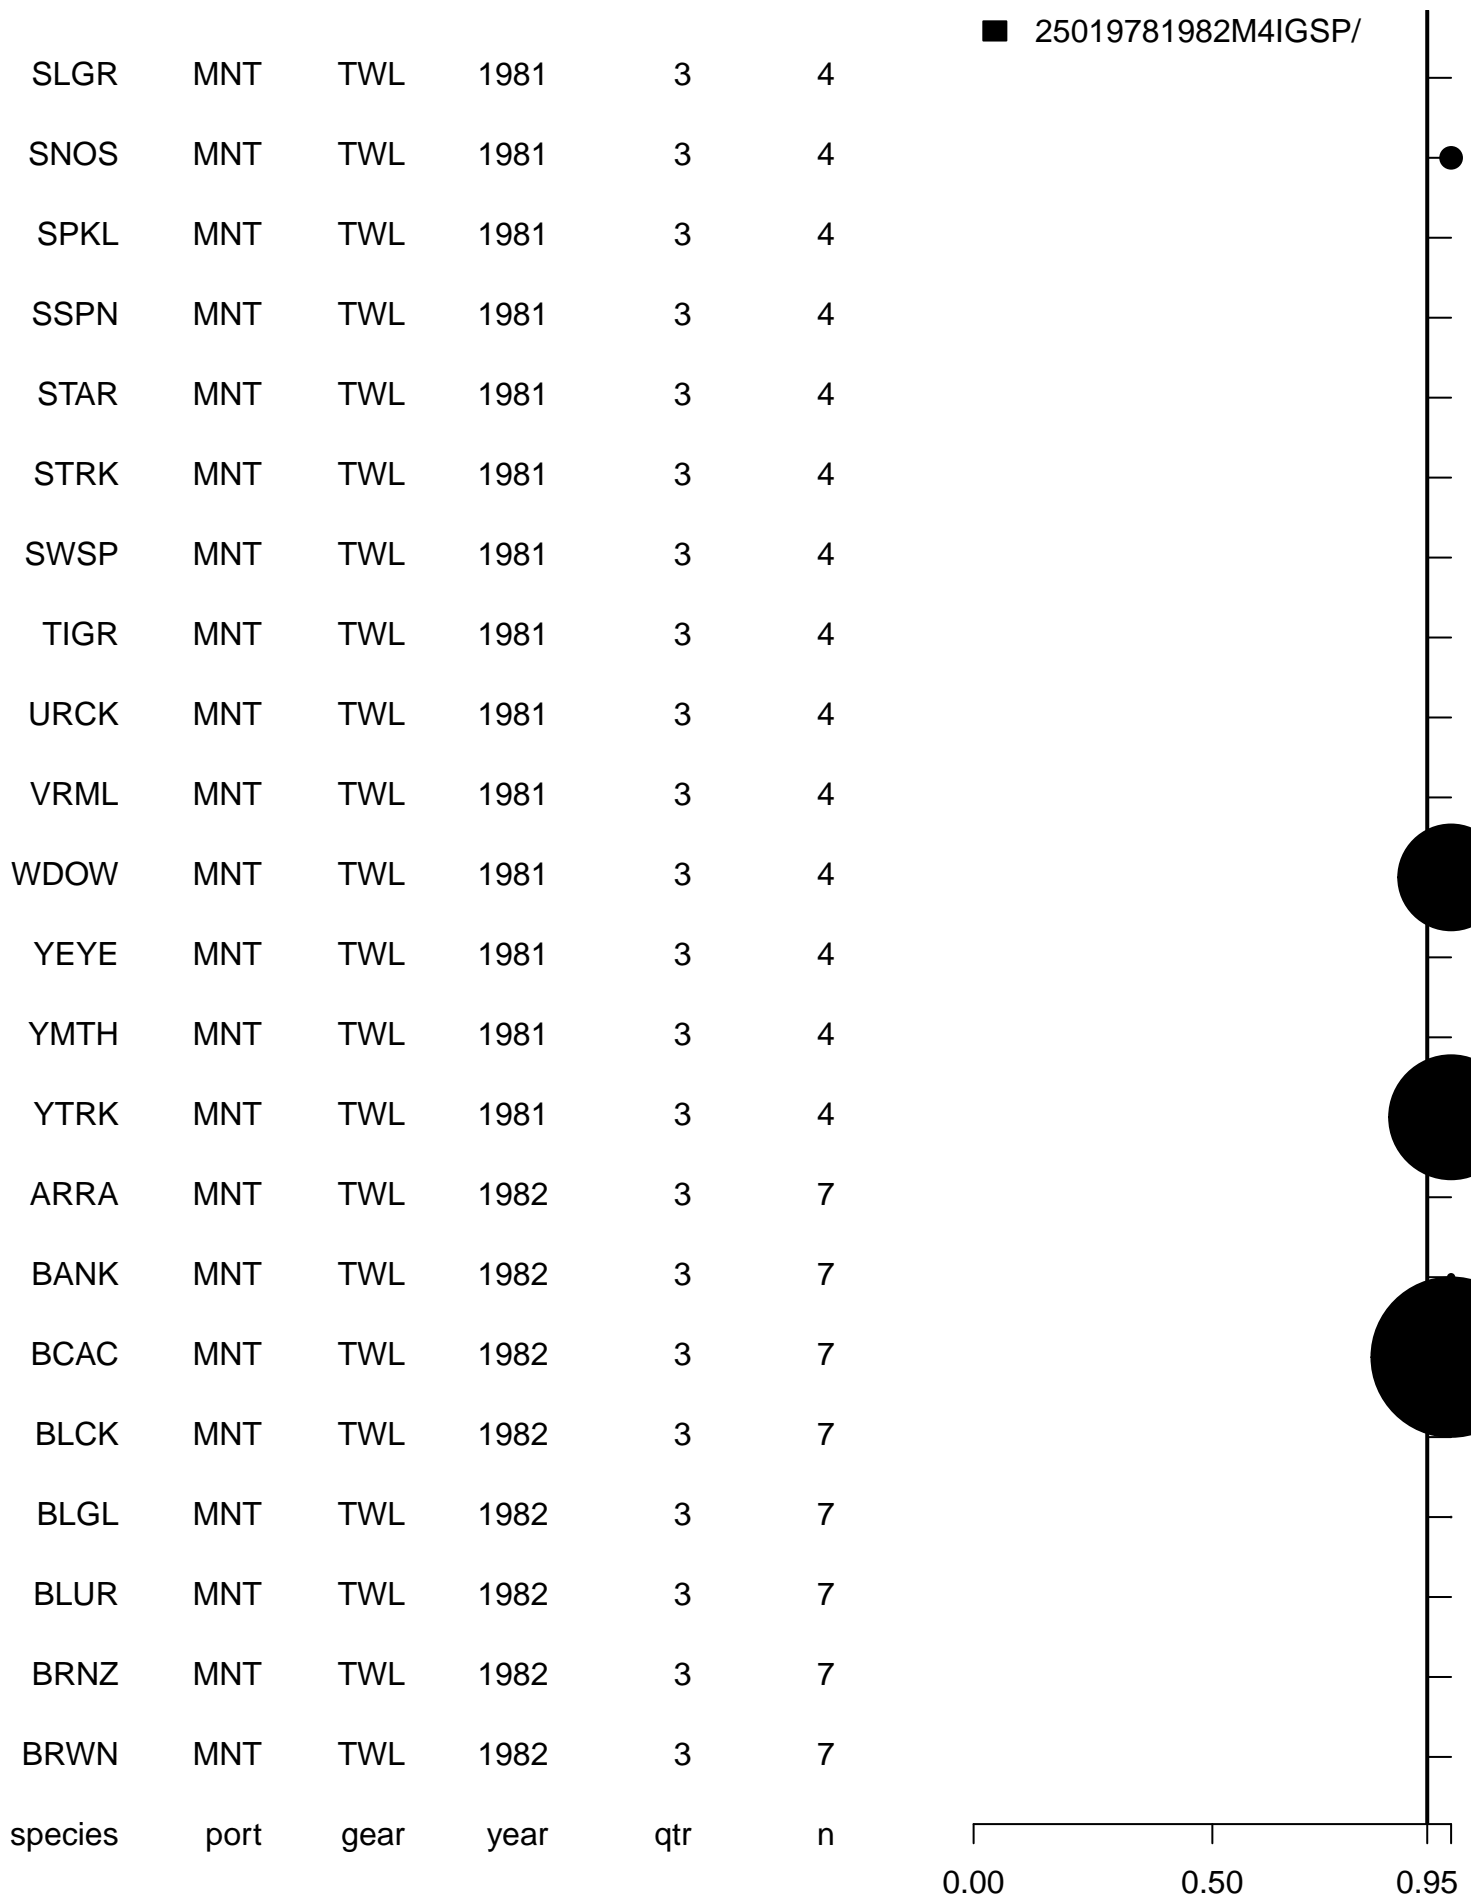 25019781982M4IGSP/
SLGR MNT TWL 1981 3 4
SNOS MNT TWL 1981 3 4
SPKL MNT TWL 1981 3 4
SSPN MNT TWL 1981 3 4
STAR MNT TWL 1981 3 4
STRK MNT TWL 1981 3 4
SWSP MNT TWL 1981 3 4
TIGR MNT TWL 1981 3 4
URCK MNT TWL 1981 3 4
VRML MNT TWL 1981 3 4
WDOW MNT TWL 1981 3 4
YEYE MNT TWL 1981 3 4
YMTH MNT TWL 1981 3 4
YTRK MNT TWL 1981 3 4
ARRA MNT TWL 1982 3 7
BANK MNT TWL 1982 3 7
BCAC MNT TWL 1982 3 7
BLCK MNT TWL 1982 3 7
BLGL MNT TWL 1982 3 7
BLUR MNT TWL 1982 3 7
BRNZ MNT TWL 1982 3 7
BRWN MNT TWL 1982 3 7
species port gear year qtr n
0.00 0.50 0.95